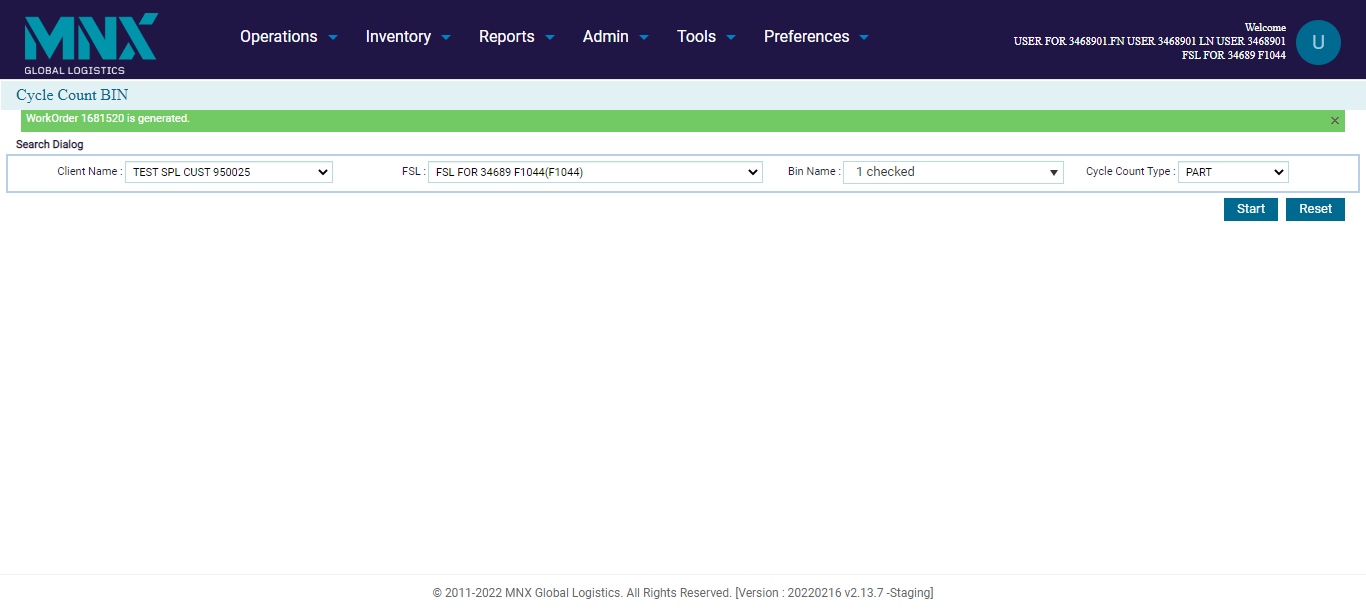 MNX
GLOBAL LOGISTICS
Operations Inventory Reports Admin Tools Preferences
Welcome
USER FOR 3468901.FN USER 3468901 LN USER 3468901
FSL FOR 34689 F1044
U
Cycle Count BIN
WorkOrder 1681520 is generated.
×
Search Dialog
Client Name : TEST SPL CUST 950025 FSL : FSL FOR 34689 F1044(F1044) Bin Name : 1 checked Cycle Count Type : PART
Start Reset
© 2011-2022 MNX Global Logistics. All Rights Reserved. [Version : 20220216 v2.13.7 -Staging]